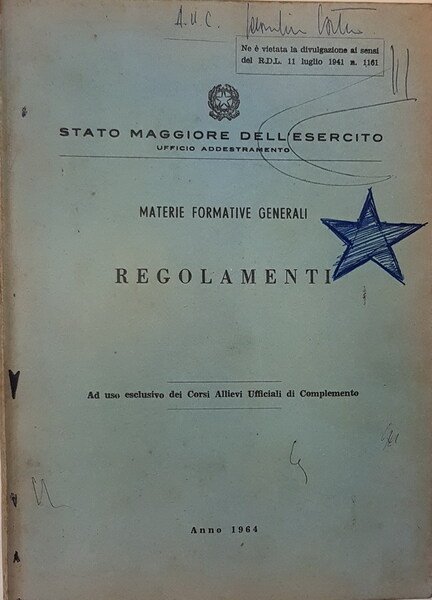 A.U.C.
Ne è vietata la divulgazione ai sensi
del R.D.L. 11 luglio 1941 n. 1161
STATO MAGGIORE DELL'ESERCITO
UFFICIO ADDESTRAMENTO
MATERIE FORMATIVE GENERALI
REGOLAMENTI
Ad uso esclusivo dei Corsi Allievi Ufficiali di Complemento
Anno 1964